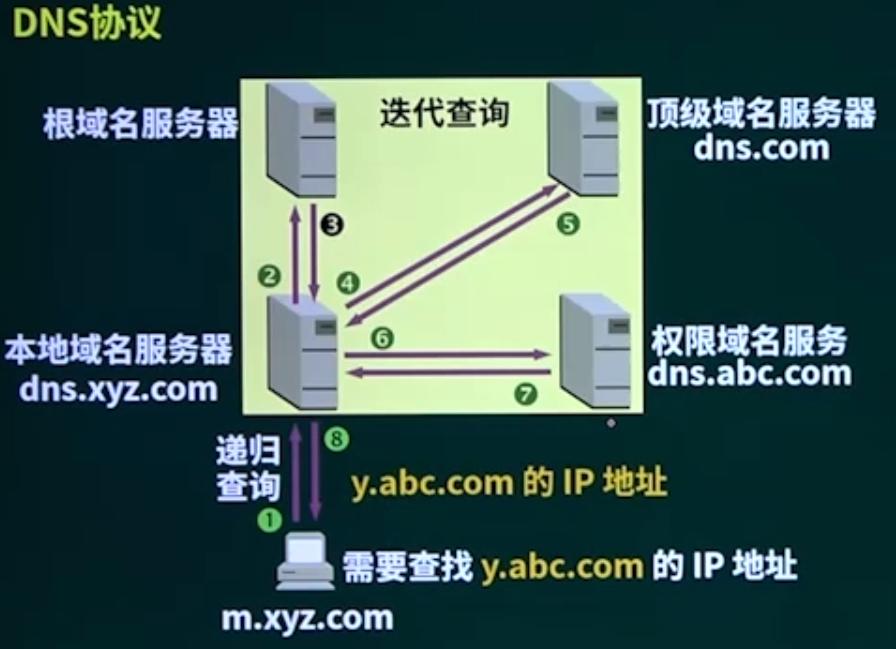 DNS协议
根域名服务器
迭代查询
顶级域名服务器
dns.com
❸
❺
❷
❹
❻
本地域名服务器
dns.xyz.com
权限域名服务
dns.abc.com
❼
递归
查询
❽
y.abc.com 的 IP 地址
❶
需要查找 y.abc.com 的 IP 地址
m.xyz.com